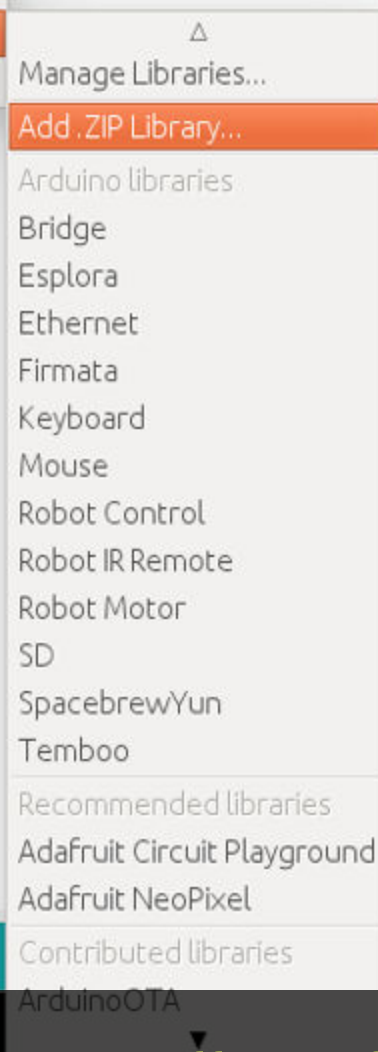 Manage Libraries...
Add .ZIP Library...
Arduino libraries
Bridge
Esplora
Ethernet
Firmata
Keyboard
Mouse
Robot Control
Robot IR Remote
Robot Motor
SD
SpacebrewYun
Temboo
Recommended libraries
Adafruit Circuit Playground
Adafruit NeoPixel
Contributed libraries
ArduinoOTA